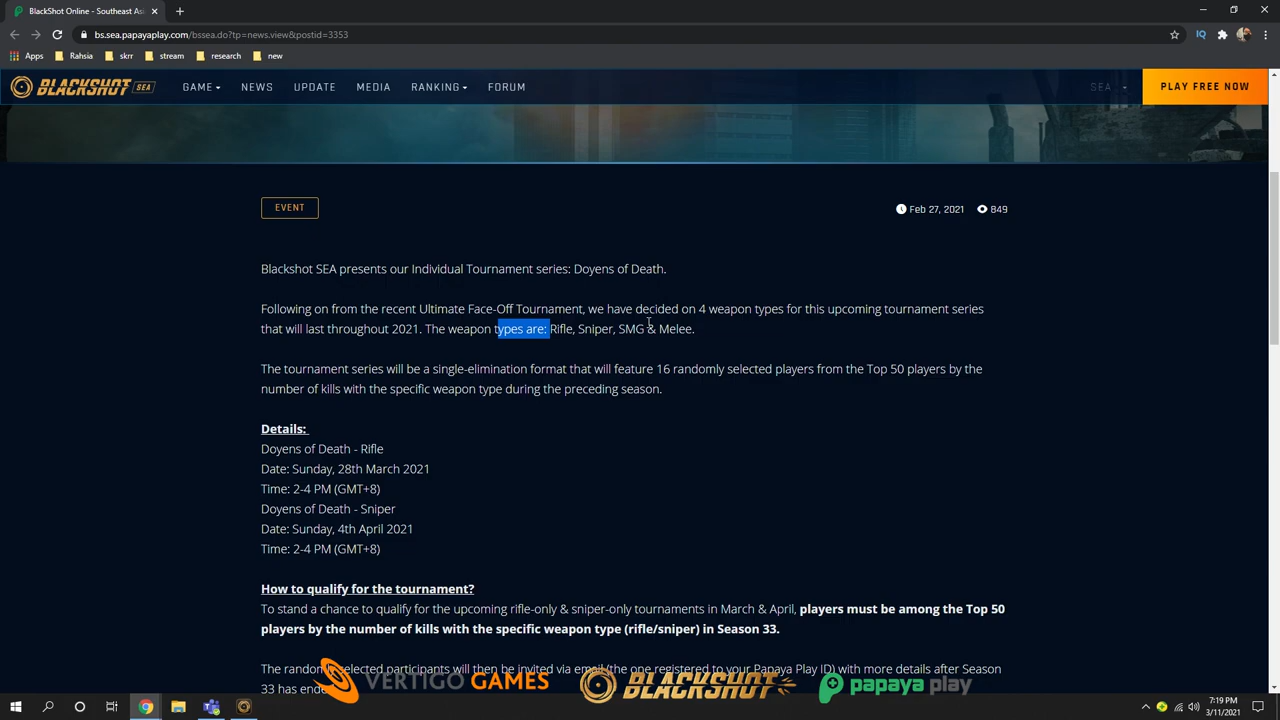 BlackShot Online - Southeast Asi
bs.sea.papayaplay.com/bssea.do?tp=news.view&postid=3353
Apps Rahsia skrr stream research new
BLACKSHOT SEA GAME NEWS UPDATE MEDIA RANKING FORUM SEA PLAY FREE NOW
EVENT
Feb 27, 2021 849
Blackshot SEA presents our Individual Tournament series: Doyens of Death.
Following on from the recent Ultimate Face-Off Tournament, we have decided on 4 weapon types for this upcoming tournament series
that will last throughout 2021. The weapon types are: Rifle, Sniper, SMG & Melee.
The tournament series will be a single-elimination format that will feature 16 randomly selected players from the Top 50 players by the
number of kills with the specific weapon type during the preceding season.
Details:
Doyens of Death - Rifle
Date: Sunday, 28th March 2021
Time: 2-4 PM (GMT+8)
Doyens of Death - Sniper
Date: Sunday, 4th April 2021
Time: 2-4 PM (GMT+8)
How to qualify for the tournament?
To stand a chance to qualify for the upcoming rifle-only & sniper-only tournaments in March & April, players must be among the Top 50
players by the number of kills with the specific weapon type (rifle/sniper) in Season 33.
The randomly selected participants will then be invited via email (the one registered to your Papaya Play ID) with more details after Season
33 has ende
VERTIGO GAMES BLACKSHOT papaya play
7:19 PM
3/11/2021